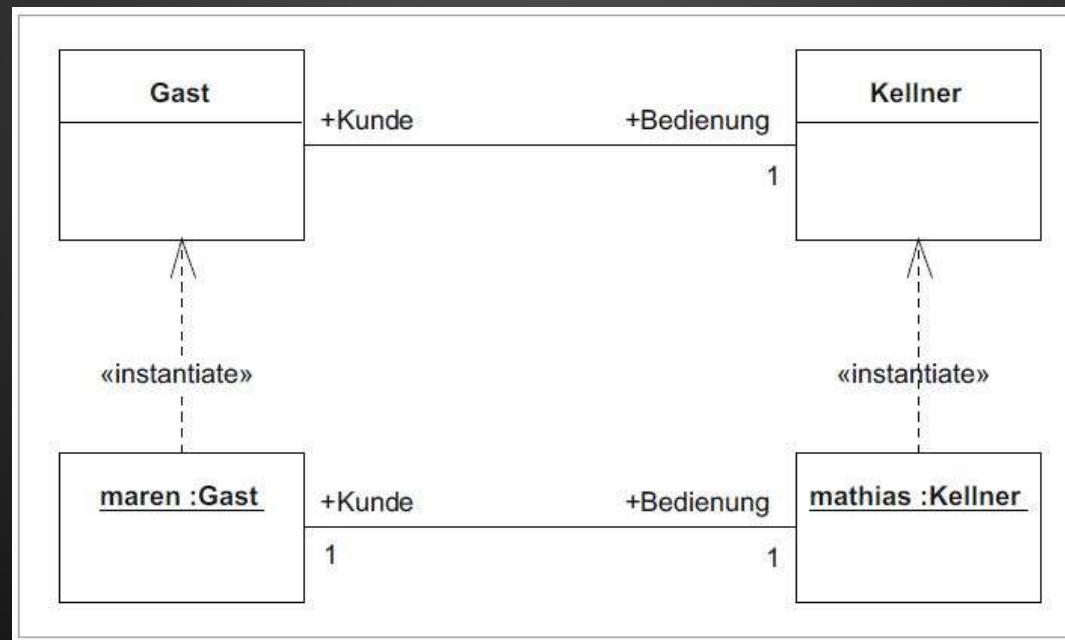 Gast
Kellner
+Kunde
+Bedienung
1
«instantiate»
«instantiate»
maren :Gast
mathias :Kellner
+Kunde
+Bedienung
1
1